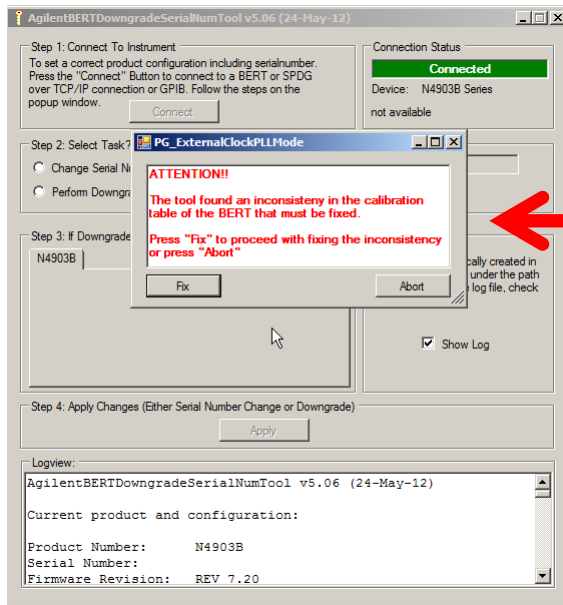 AgilentBERTDowngradeSerialNumTool v5.06 (24-May-12)
Step 1: Connect To Instrument
To set a correct product configuration including serialnumber.
Press the "Connect" Button to connect to a BERT or SPDG
over TCP/IP connection or GPIB. Follow the steps on the
popup window.
Connect
Connection Status
Connected
Device: N4903B Series
not available
Step 2: Select Task?
Change Serial N
Perform Downgra
PG_ExternalClockPLLMode
ATTENTION!!
The tool found an inconsisteny in the calibration
table of the BERT that must be fixed.
Press "Fix" to proceed with fixing the inconsistency
or press "Abort"
Fix
Abort
Step 3: If Downgrade
N4903B
cally created in
under the path
log file, check
Show Log
Step 4: Apply Changes (Either Serial Number Change or Downgrade)
Apply
Logview:
AgilentBERTDowngradeSerialNumTool v5.06 (24-May-12)
Current product and configuration:
Product Number: N4903B
Serial Number:
Firmware Revision: REV 7.20